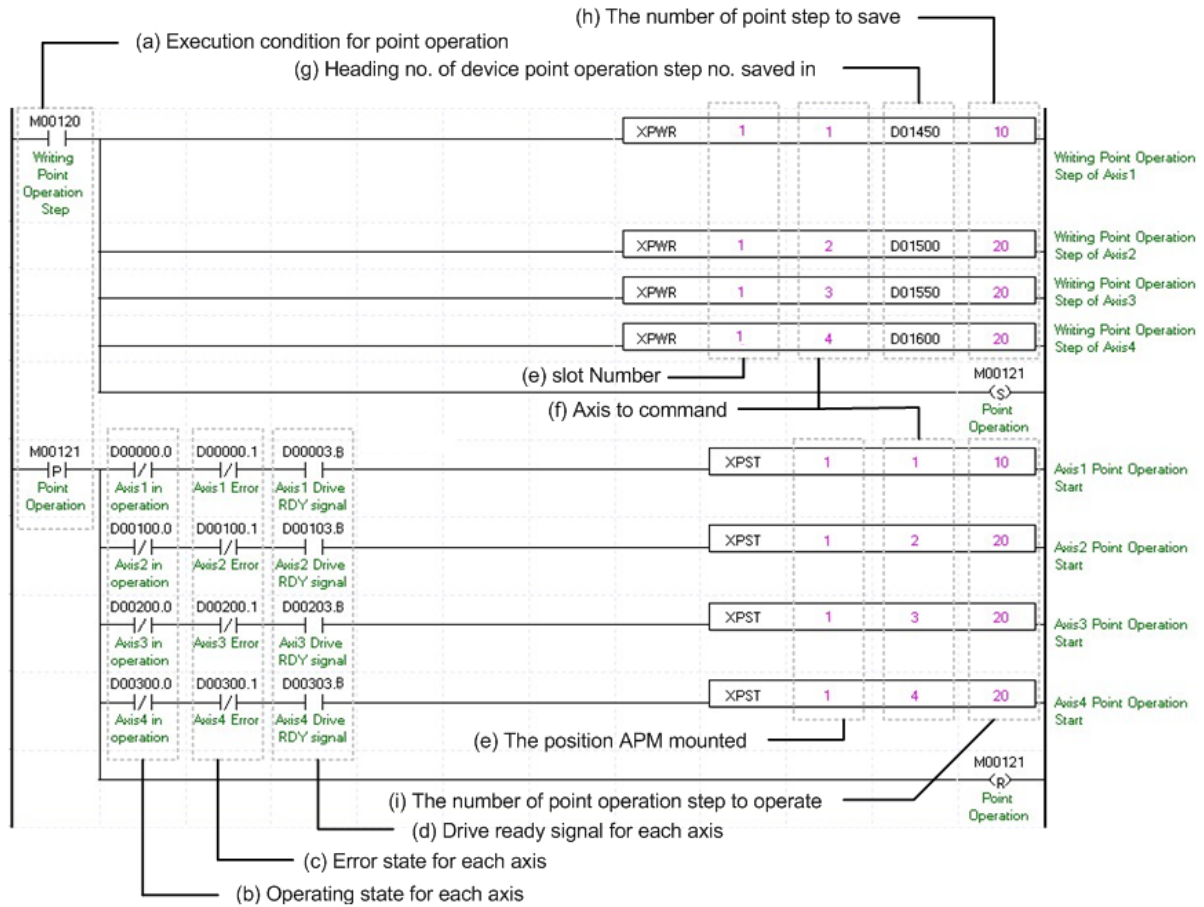 (h) The number of point step to save
(a) Execution condition for point operation
(g) Heading no. of device point operation step no. saved in
M00120
Writing
Point
Operation
Step
XPWR 1 1 D01450 10
Writing Point Operation
Step of Axis1
XPWR 1 2 D01500 20
Writing Point Operation
Step of Axis2
XPWR 1 3 D01550 20
Writing Point Operation
Step of Axis3
XPWR 1 4 D01600 20
Writing Point Operation
Step of Axis4
(e) slot Number
M00121
S
Point
Operation
(f) Axis to command
M00121
P
Point
Operation
D00000.0 D00000.1 D00003.B
Axis1 in Axis1 Error Axis1 Drive
operation RDY signal
XPST 1 1 10
Axis1 Point Operation
Start
D00100.0 D00100.1 D00103.B
Axis2 in Axis2 Error Axis2 Drive
operation RDY signal
XPST 1 2 20
Axis2 Point Operation
Start
D00200.0 D00200.1 D00203.B
Axis3 in Axis3 Error Axi3 Drive
operation RDY signal
XPST 1 3 20
Axis3 Point Operation
Start
D00300.0 D00300.1 D00303.B
Axis4 in Axis4 Error Axis4 Drive
operation RDY signal
XPST 1 4 20
Axis4 Point Operation
Start
(e) The position APM mounted
M00121
R
Point
Operation
(i) The number of point operation step to operate
(d) Drive ready signal for each axis
(c) Error state for each axis
(b) Operating state for each axis